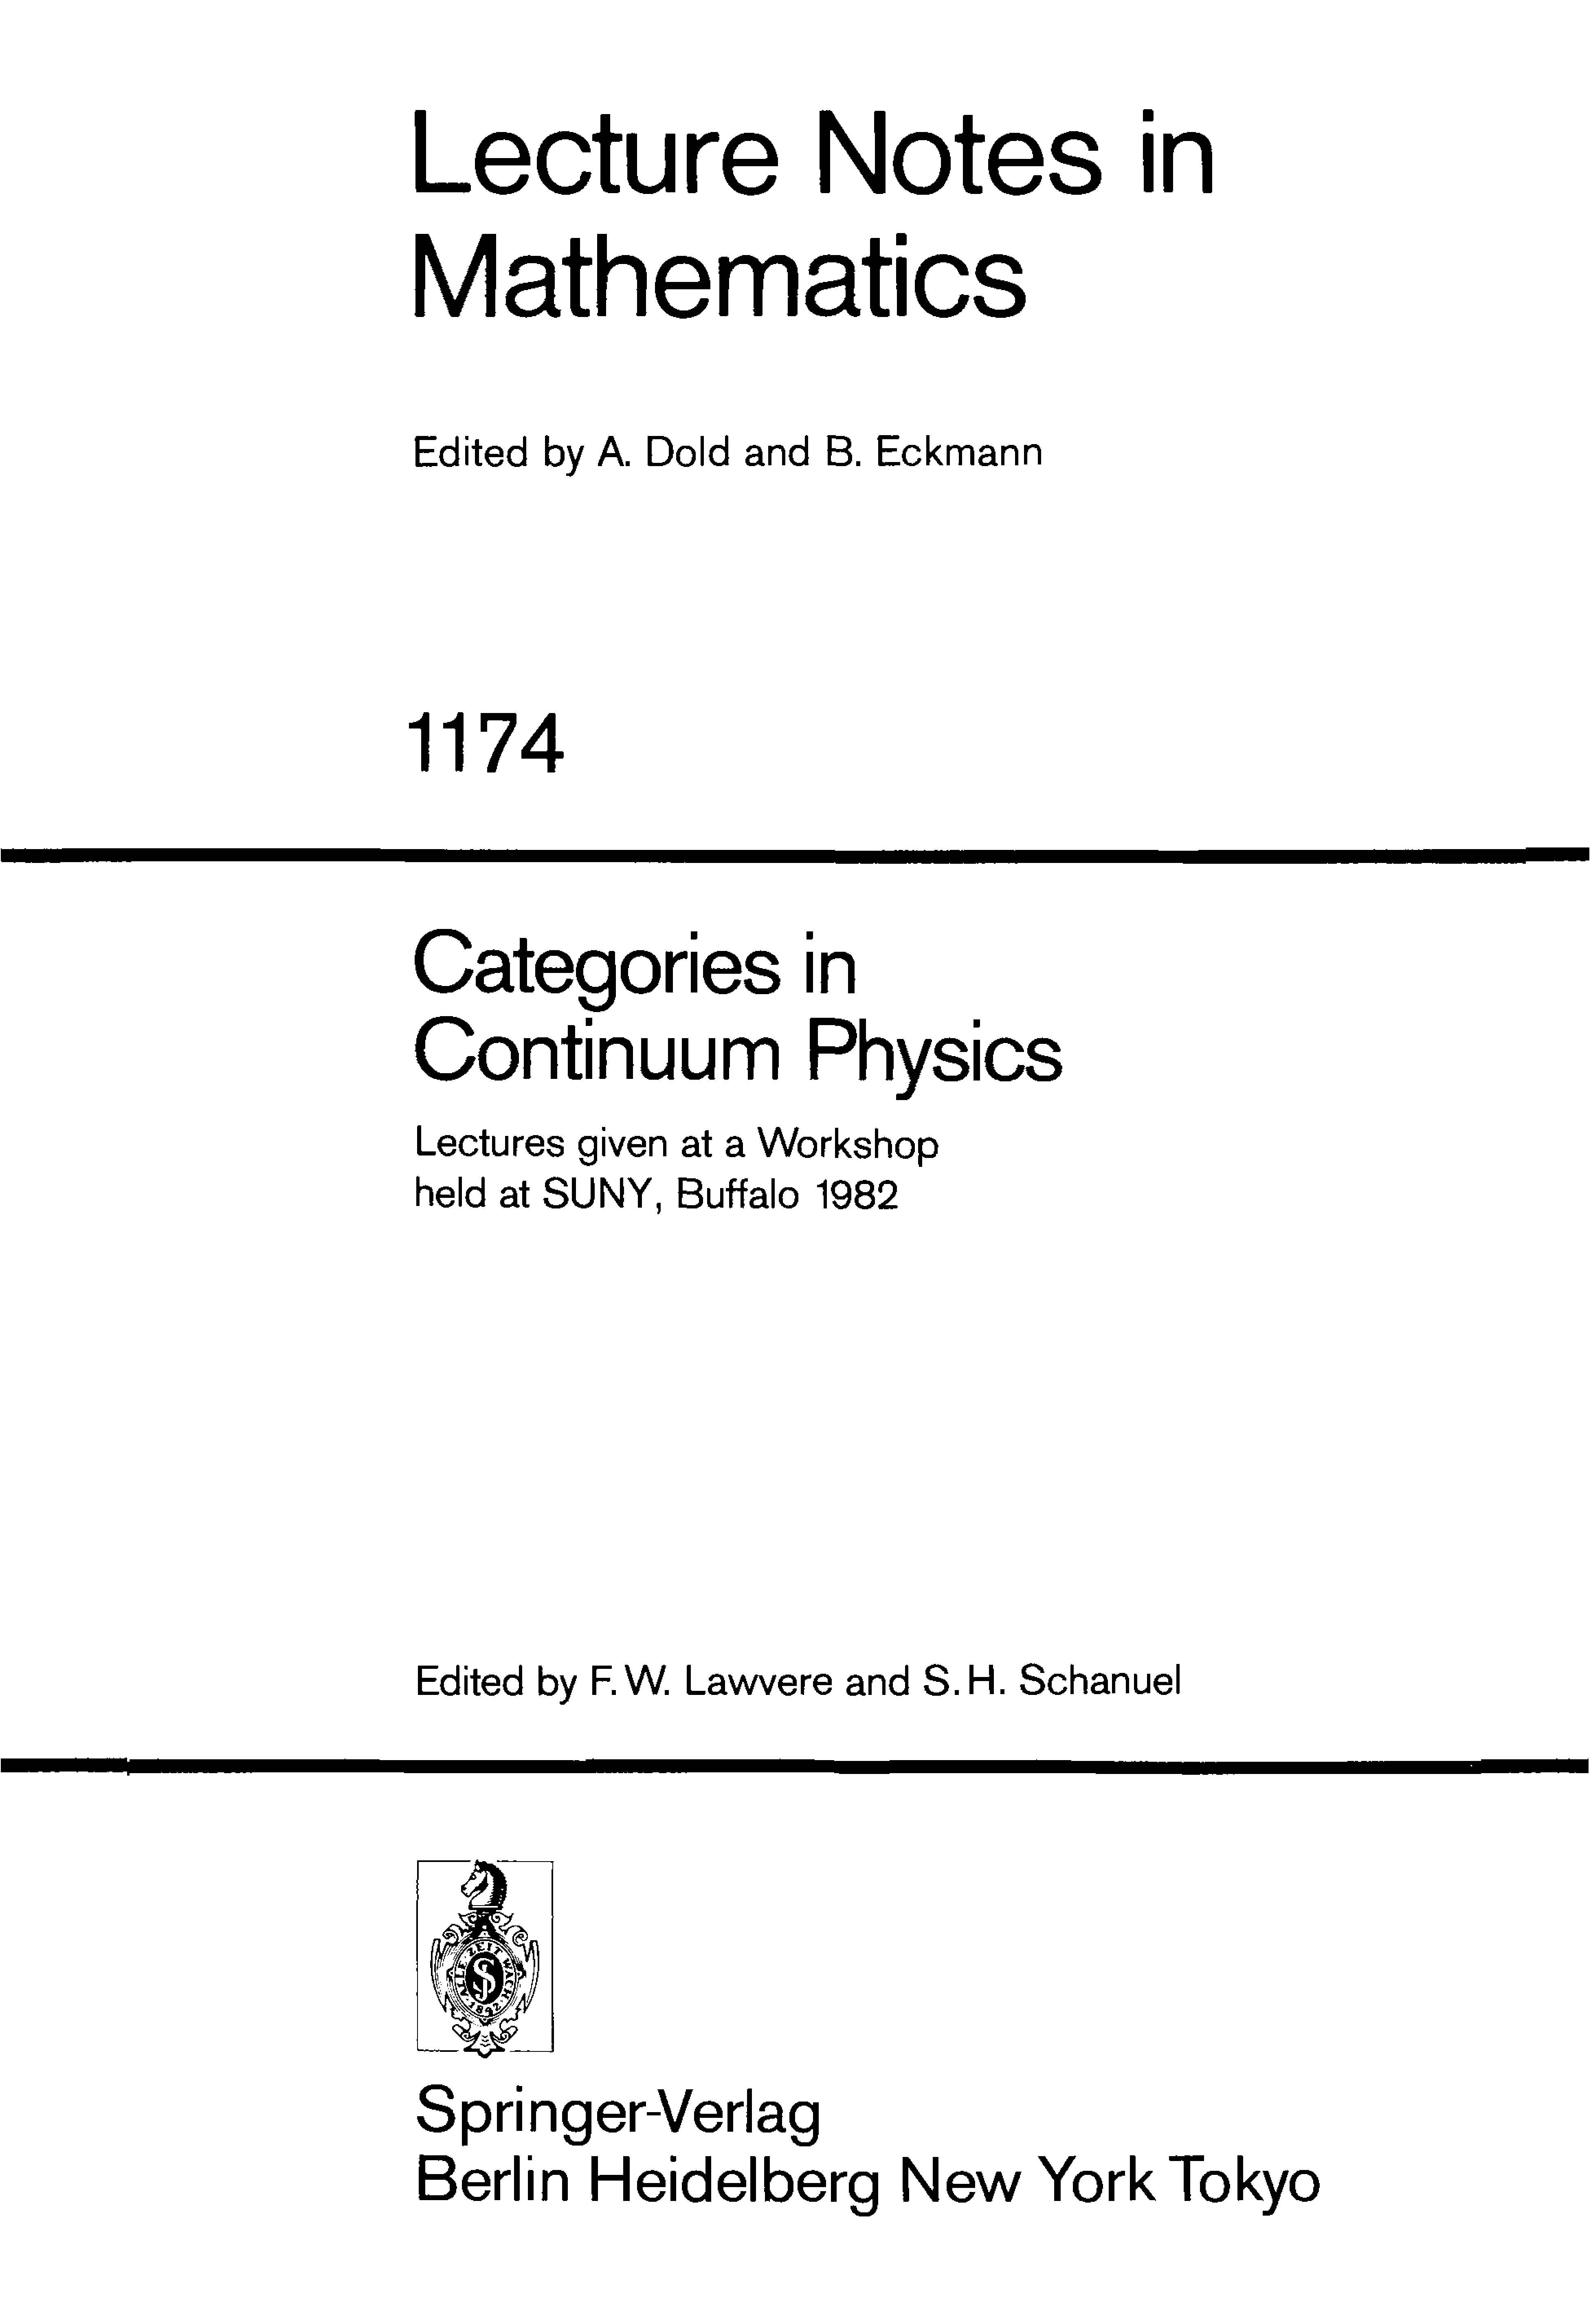 Lecture Notes in
Mathematics
Edited by A. Dold and B. Eckmann
1174
Categories in
Continuum Physics
Lectures given at a Workshop
held at SUNY, Buffalo 1982
Edited by F.W. Lawvere and S.H. Schanuel
ALLE·ZEIT WACH
S
·1842·
Springer-Verlag
Berlin Heidelberg New York Tokyo